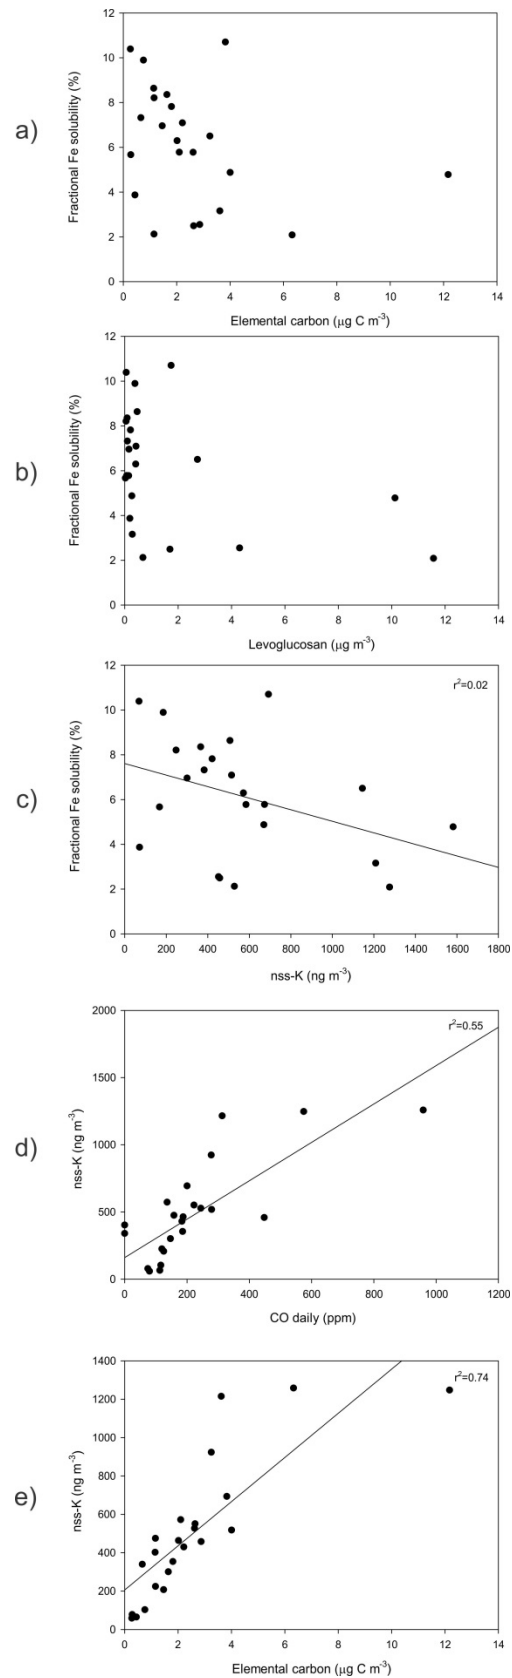 a)
Fractional Fe solubility (%)
12
10
8
6
4
2
0
0 2 4 6 8 10 12 14
Elemental carbon (μg C m⁻³)
b)
Fractional Fe solubility (%)
12
10
8
6
4
2
0
0 2 4 6 8 10 12 14
Levoglucosan (μg m⁻³)
c)
Fractional Fe solubility (%)
12
10
8
6
4
2
0
r²=0.02
0 200 400 600 800 1000 1200 1400 1600 1800
nss-K (ng m⁻³)
d)
nss-K (ng m⁻³)
2000
1500
1000
500
0
r²=0.55
0 200 400 600 800 1000 1200
CO daily (ppm)
e)
nss-K (ng m⁻³)
1400
1200
1000
800
600
400
200
0
r²=0.74
0 2 4 6 8 10 12 14
Elemental carbon (μg C m⁻³)